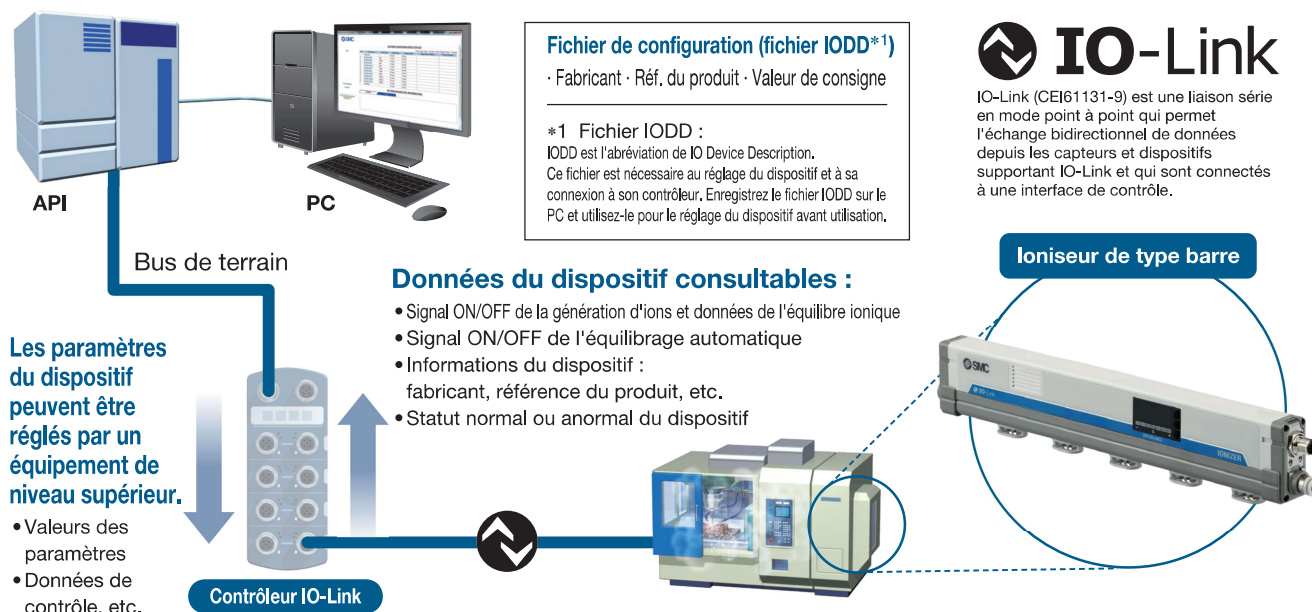 API
PC
Bus de terrain
Fichier de configuration (fichier IODD*1)
· Fabricant · Réf. du produit · Valeur de consigne
*1 Fichier IODD :
IODD est l'abréviation de IO Device Description.
Ce fichier est nécessaire au réglage du dispositif et à sa
connexion à son contrôleur. Enregistrez le fichier IODD sur le
PC et utilisez-le pour le réglage du dispositif avant utilisation.
IO-Link
IO-Link (CEI61131-9) est une liaison série
en mode point à point qui permet
l'échange bidirectionnel de données
depuis les capteurs et dispositifs
supportant IO-Link et qui sont connectés
à une interface de contrôle.
Données du dispositif consultables :
• Signal ON/OFF de la génération d'ions et données de l'équilibre ionique
• Signal ON/OFF de l'équilibrage automatique
• Informations du dispositif :
fabricant, référence du produit, etc.
• Statut normal ou anormal du dispositif
Les paramètres
du dispositif
peuvent être
réglés par un
équipement de
niveau supérieur.
• Valeurs des
paramètres
• Données de
contrôle, etc.
Contrôleur IO-Link
Ioniseur de type barre
SMC
IO-Link
IONIZER